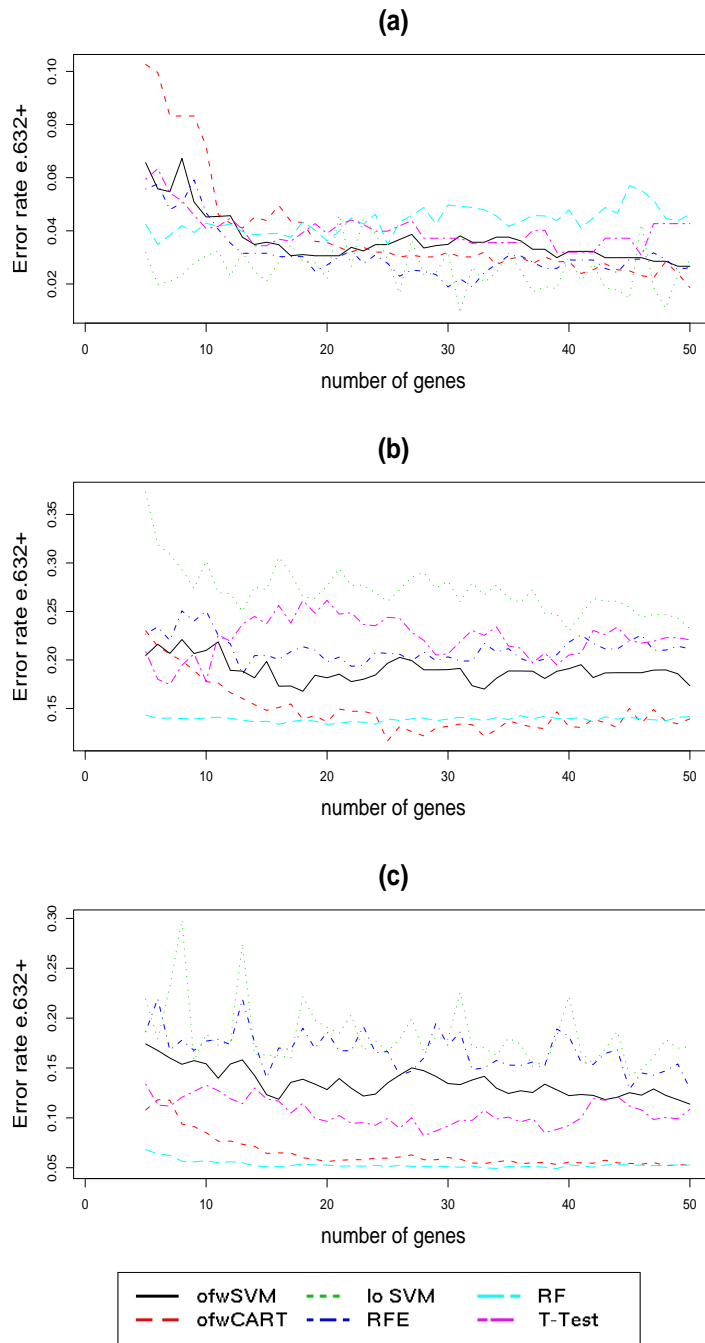 (a)
Error rate e.632+
0.02 0.04 0.06 0.08 0.10
0 10 20 30 40 50
number of genes
(b)
Error rate e.632+
0.15 0.20 0.25 0.30 0.35
0 10 20 30 40 50
number of genes
(c)
Error rate e.632+
0.05 0.10 0.15 0.20 0.25 0.30
0 10 20 30 40 50
number of genes
ofwSVM lo SVM RF
ofwCART RFE T-Test